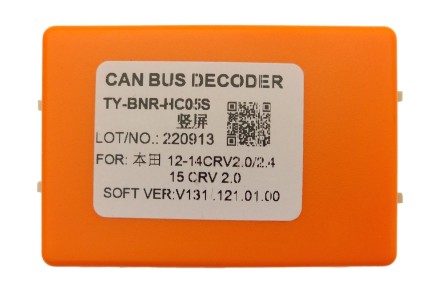 CAN BUS DECODER
TY-BNR-HC05S
竖屏
LOT/NO.: 220913
FOR: 本田 12-14CRV2.0/2.4
15 CRV 2.0
SOFT VER:V131.121.01.00